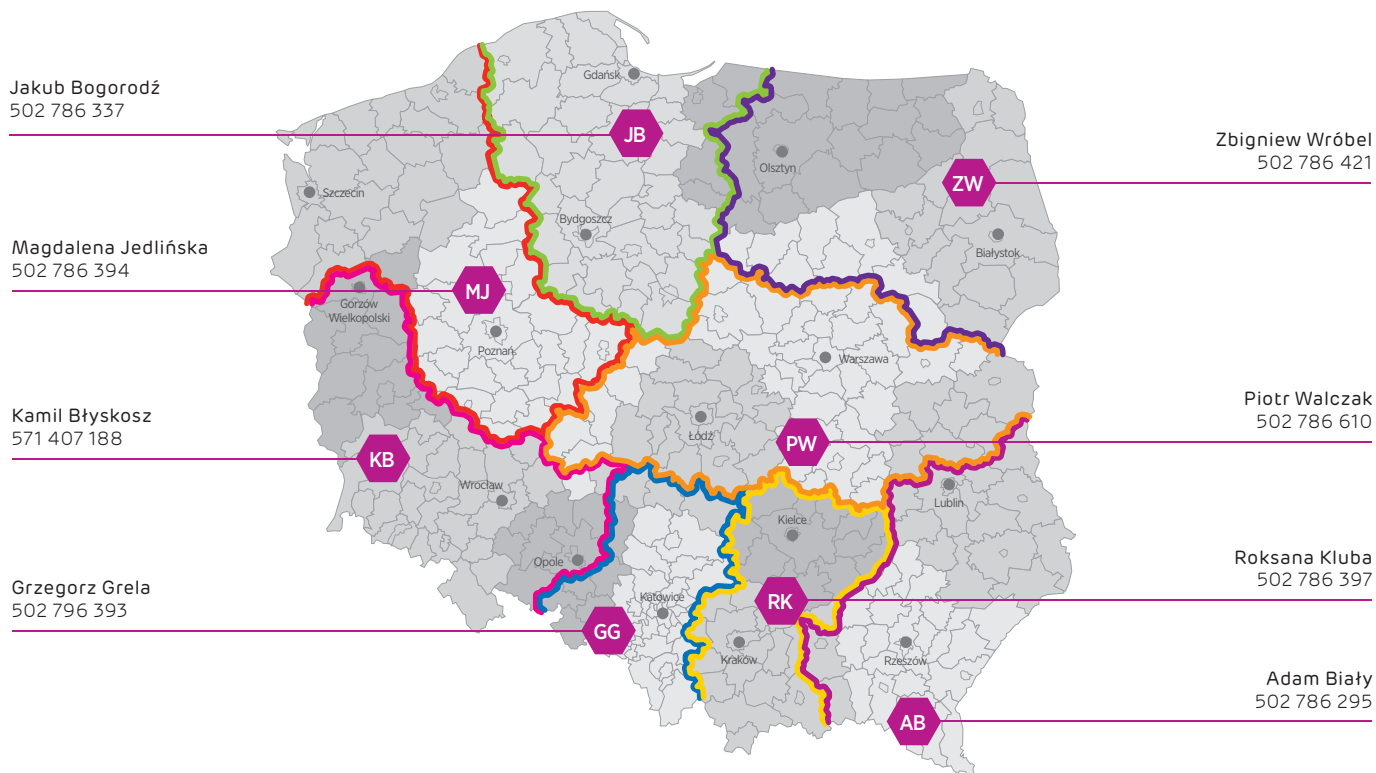 Jakub Bogorodź
502 786 337
Magdalena Jedlińska
502 786 394
Kamil Błyskosz
571 407 188
Grzegorz Grela
502 796 393
Zbigniew Wróbel
502 786 421
Piotr Walczak
502 786 610
Roksana Kluba
502 786 397
Adam Biały
502 786 295
Gdańsk
JB
Olsztyn
ZW
Szczecin
Bydgoszcz
Białystok
MJ
Gorzów
Wielkopolski
Poznań
Warszawa
Łódź
PW
KB
Wrocław
Lublin
Kielce
Opole
Katowice
RK
GG
Kraków
Rzeszów
AB